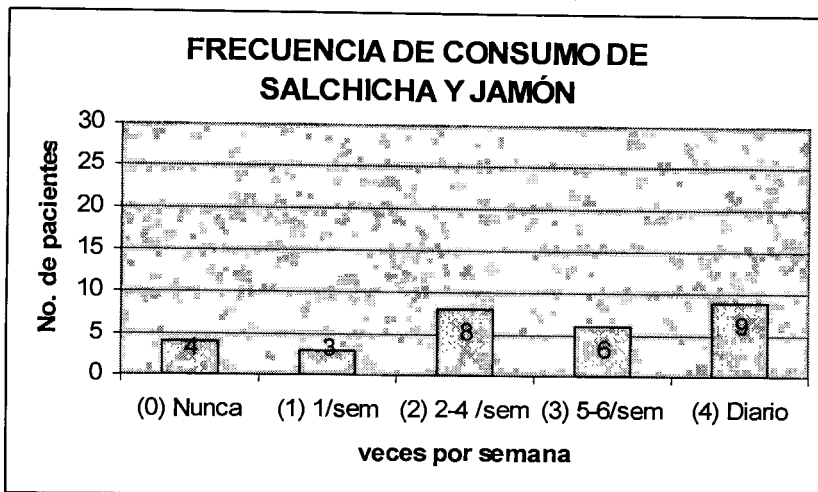 FRECUENCIA DE CONSUMO DE
SALCHICHA Y JAMÓN
No. de pacientes
30
25
20
15
10
5
0
4
3
8
6
9
(0) Nunca
(1) 1/sem
(2) 2-4 /sem
(3) 5-6/sem
(4) Diario
veces por semana